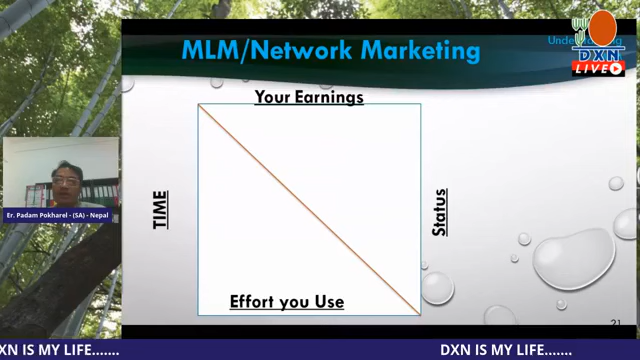 MLM/Network Marketing
DXN
LIVE
Your Earnings
TIME
Status
Effort you Use
Er. Padam Pokharel - (SA) - Nepal
21
XN IS MY LIFE.......
DXN IS MY LIFE.......